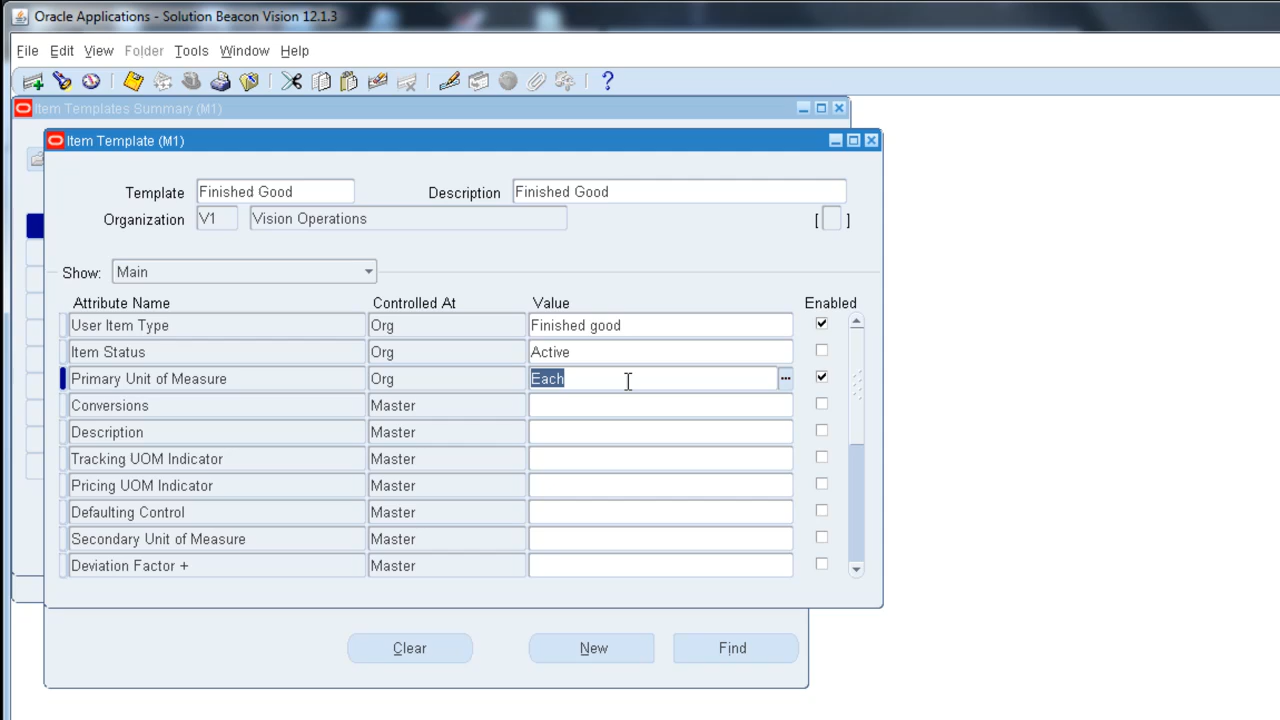 Oracle Applications - Solution Beacon Vision 12.1.3
File Edit View Folder Tools Window Help
Item Templates Summary (M1)
Item Template (M1)
Template Finished Good Description Finished Good
Organization V1 Vision Operations [ ]
Show: Main
Attribute Name Controlled At Value Enabled
User Item Type Org Finished good
Item Status Org Active
Primary Unit of Measure Org Each ...
Conversions Master
Description Master
Tracking UOM Indicator Master
Pricing UOM Indicator Master
Defaulting Control Master
Secondary Unit of Measure Master
Deviation Factor + Master
Clear New Find